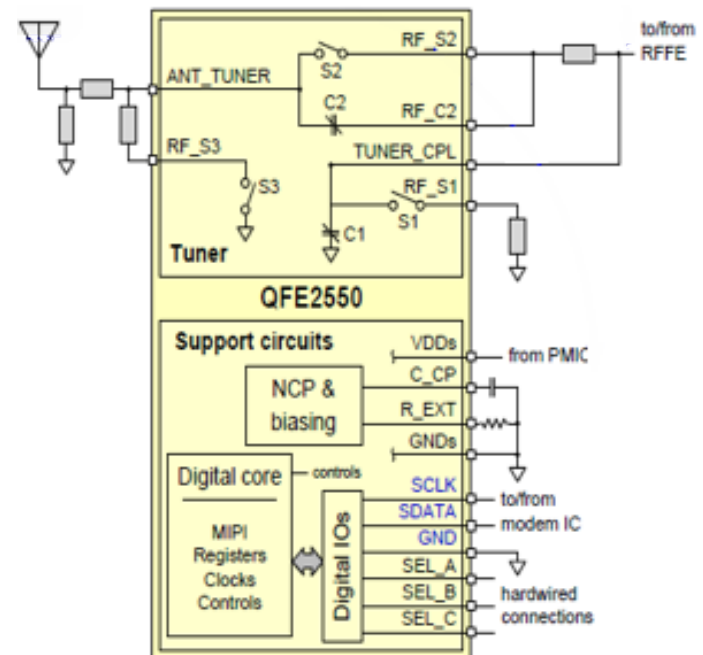 to/from
RFFE
RF_S2
S2
ANT_TUNER
C2
RF_C2
RF_S3
TUNER_CPL
RF_S1
S3
S1
C1
Tuner
QFE2550
Support circuits
VDDs
from PMIC
NCP &
biasing
C_CP
R_EXT
GNDs
Digital core
controls
SCLK
to/from
SDATA
modem IC
MIPI
Registers
Clocks
Controls
Digital IOs
GND
SEL_A
SEL_B
SEL_C
hardwired
connections